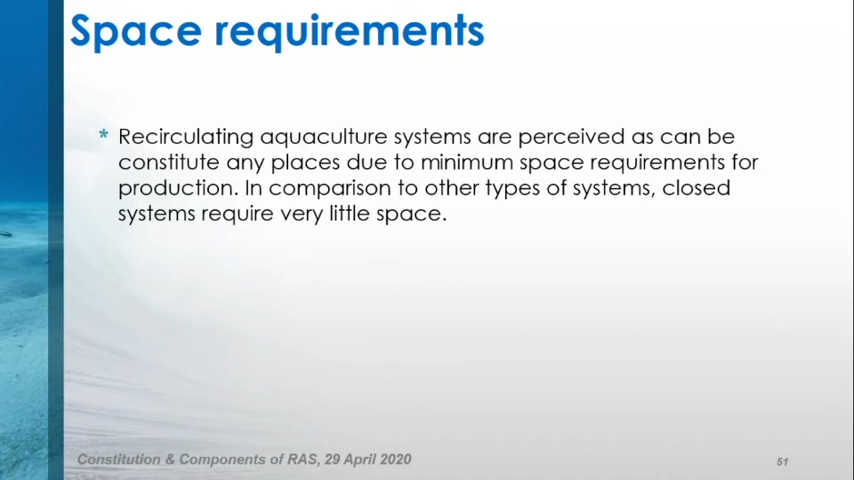 Space requirements
* Recirculating aquaculture systems are perceived as can be
constitute any places due to minimum space requirements for
production. In comparison to other types of systems, closed
systems require very little space.
Constitution & Components of RAS, 29 April 2020
51